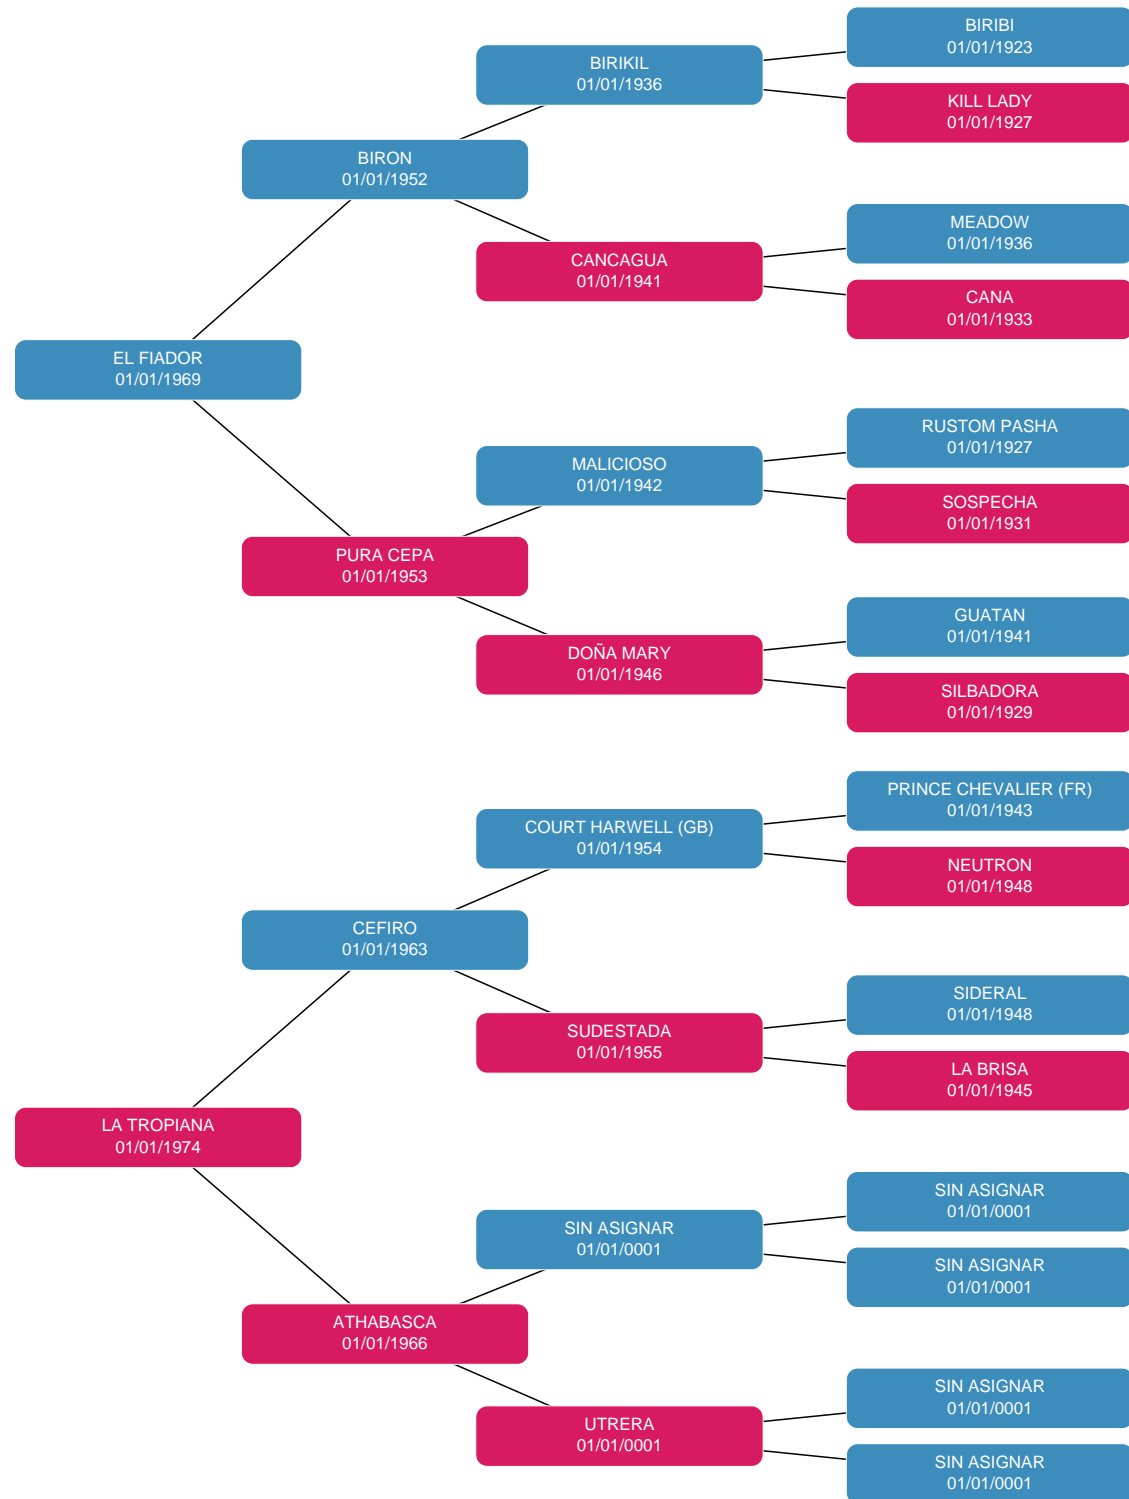 BIRIBI
01/01/1923
BIRIKIL
01/01/1936
KILL LADY
01/01/1927
BIRON
01/01/1952
MEADOW
01/01/1936
CANCAGUA
01/01/1941
CANA
01/01/1933
EL FIADOR
01/01/1969
RUSTOM PASHA
01/01/1927
MALICIOSO
01/01/1942
SOSPECHA
01/01/1931
PURA CEPA
01/01/1953
GUATAN
01/01/1941
DOÑA MARY
01/01/1946
SILBADORA
01/01/1929
PRINCE CHEVALIER (FR)
01/01/1943
COURT HARWELL (GB)
01/01/1954
NEUTRON
01/01/1948
CEFIRO
01/01/1963
SIDERAL
01/01/1948
SUDESTADA
01/01/1955
LA BRISA
01/01/1945
LA TROPIANA
01/01/1974
SIN ASIGNAR
01/01/0001
SIN ASIGNAR
01/01/0001
SIN ASIGNAR
01/01/0001
ATHABASCA
01/01/1966
SIN ASIGNAR
01/01/0001
UTRERA
01/01/0001
SIN ASIGNAR
01/01/0001